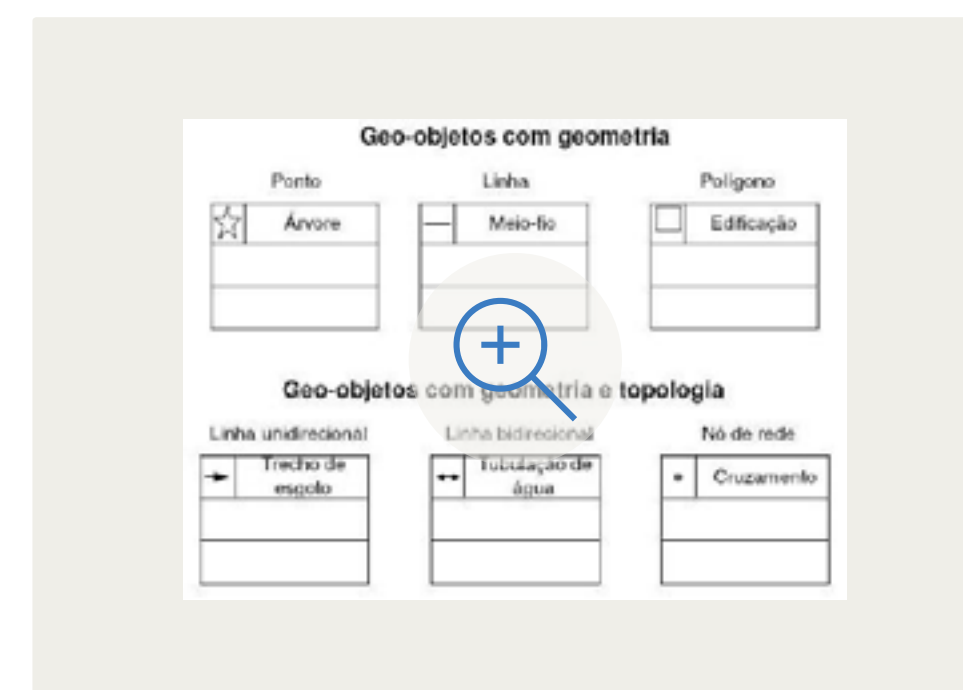 Geo-objetos com geometria
Ponto Linha Polígono
Árvore Meio-fio Edificação
Geo-objetos com geometria e topologia
Linha unidirecional Linha bidirecional Nó de rede
Trecho de esgoto Tubulação de água Cruzamento